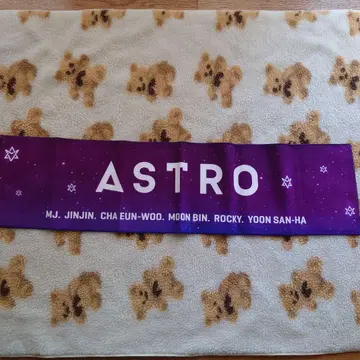 ASTRO
MJ. JINJIN. CHA EUN-WOO. MOON BIN. ROCKY. YOON SAN-HA